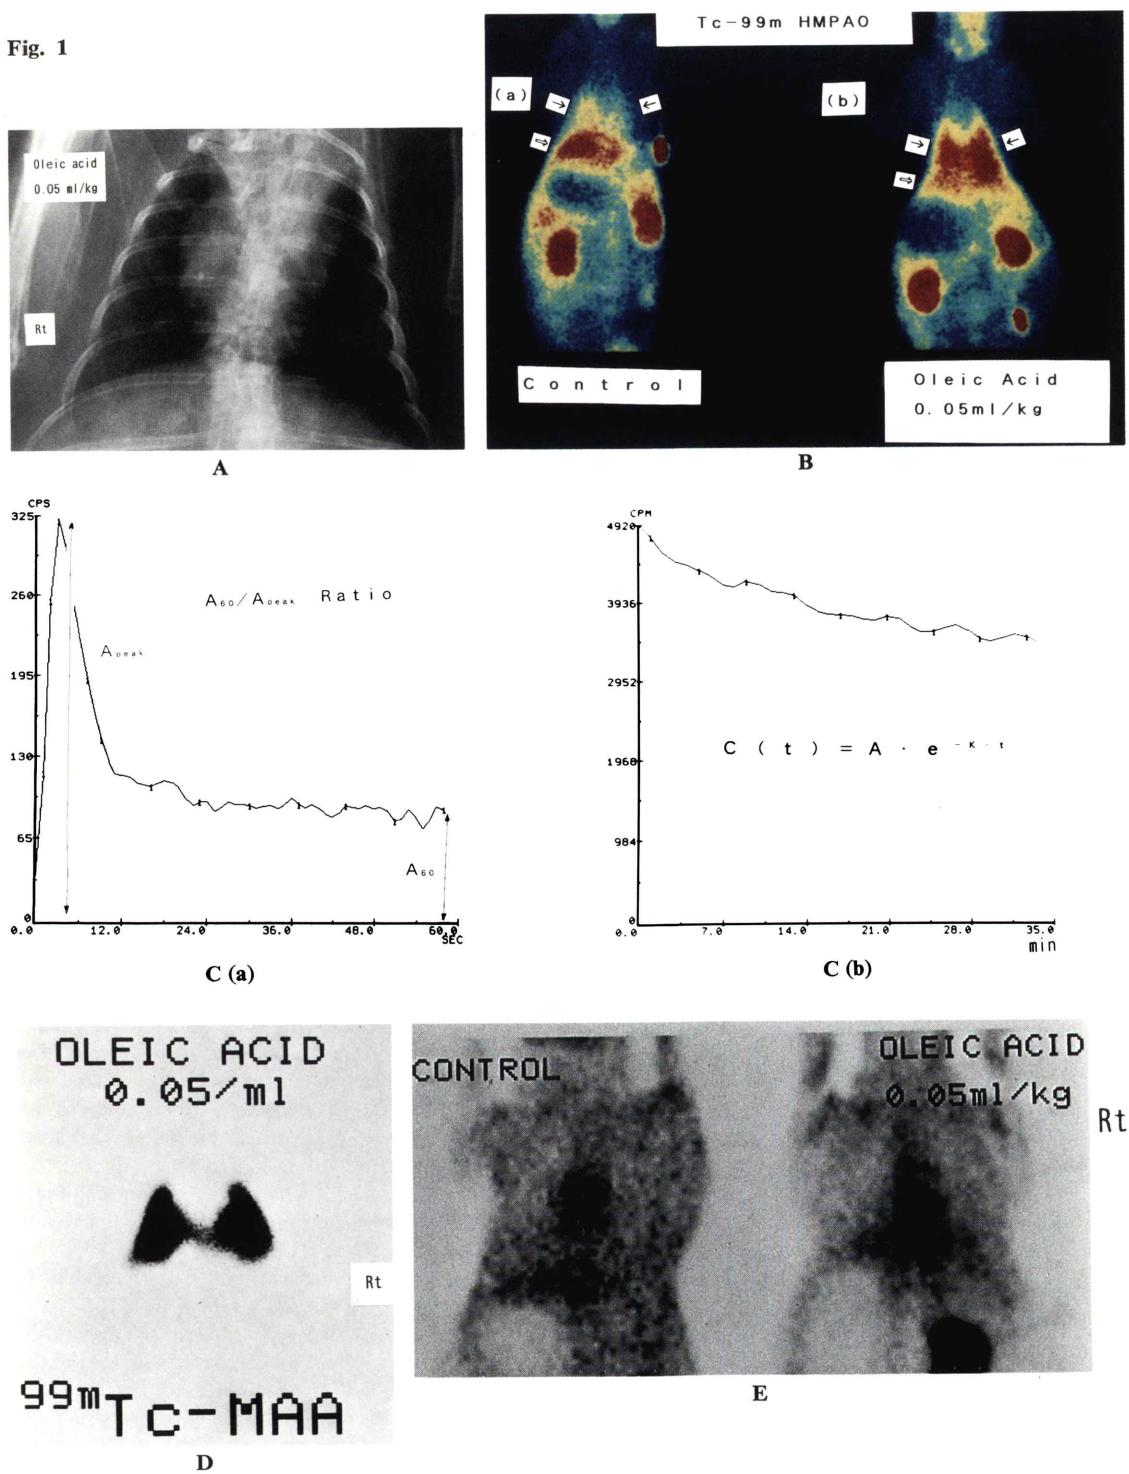 Fig. 1
Oleic acid
0.05 ml/kg
Rt
A
Tc-99m HMPAO
(a)
(b)
Control
Oleic Acid
0.05ml/kg
B
CPS
325
260
195
130
65
0
0.0 12.0 24.0 36.0 48.0 60.0
SEC
A60/Apeak Ratio
Apeak
A60
C (a)
CPM
4920
3936
2952
1968
984
0
0.0 7.0 14.0 21.0 28.0 35.0
min
C (t) = A · e -K·t
C (b)
OLEIC ACID
0.05/ml
Rt
99mTc-MAA
D
CONTROL
OLEIC ACID
0.05ml/kg
Rt
E